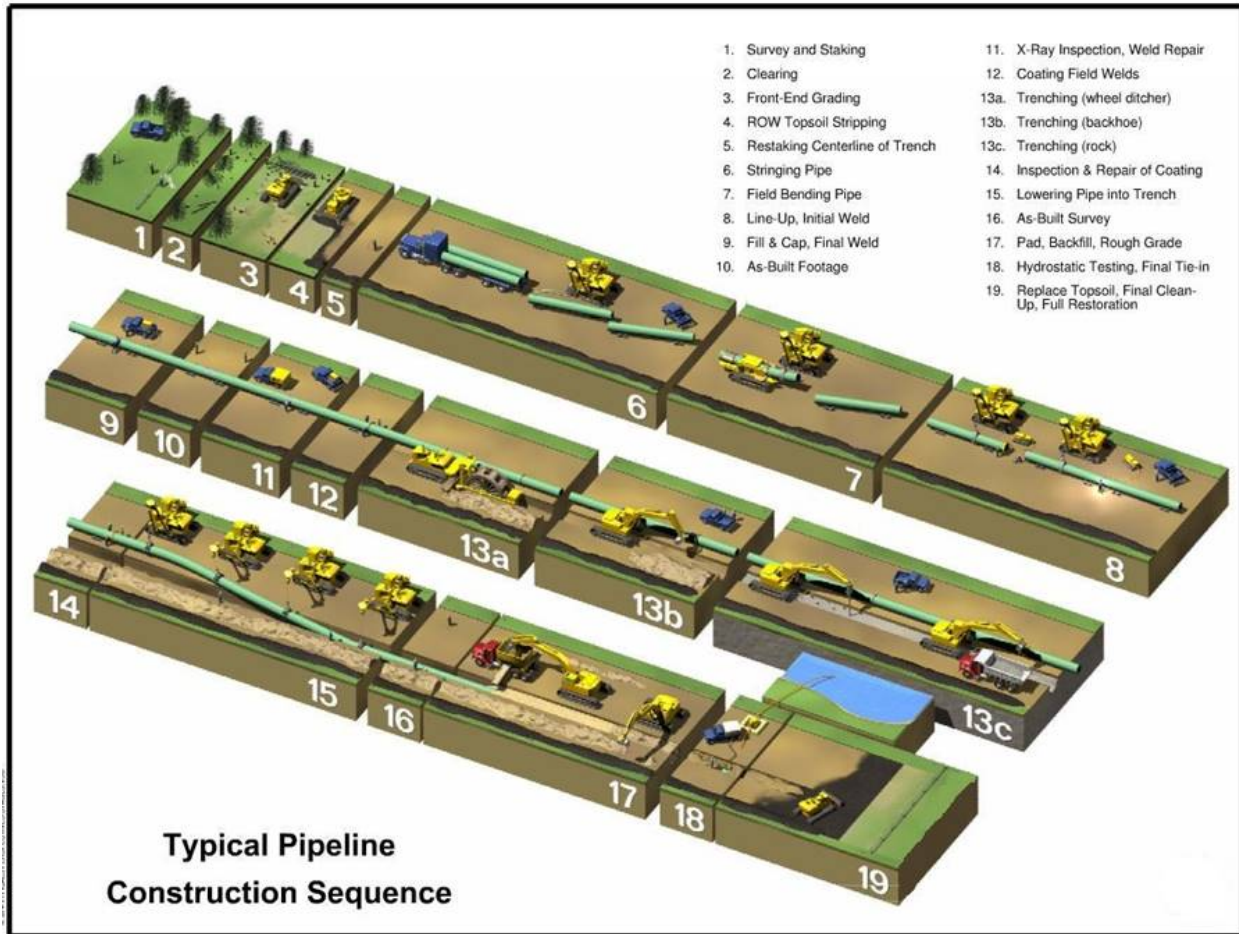 1. Survey and Staking
2. Clearing
3. Front-End Grading
4. ROW Topsoil Stripping
5. Restaking Centerline of Trench
6. Stringing Pipe
7. Field Bending Pipe
8. Line-Up, Initial Weld
9. Fill & Cap, Final Weld
10. As-Built Footage
11. X-Ray Inspection, Weld Repair
12. Coating Field Welds
13a. Trenching (wheel ditcher)
13b. Trenching (backhoe)
13c. Trenching (rock)
14. Inspection & Repair of Coating
15. Lowering Pipe into Trench
16. As-Built Survey
17. Pad, Backfill, Rough Grade
18. Hydrostatic Testing, Final Tie-in
19. Replace Topsoil, Final Clean-
Up, Full Restoration
1
2
3
4
5
6
7
8
9
10
11
12
13a
13b
13c
14
15
16
17
18
19
Typical Pipeline
Construction Sequence